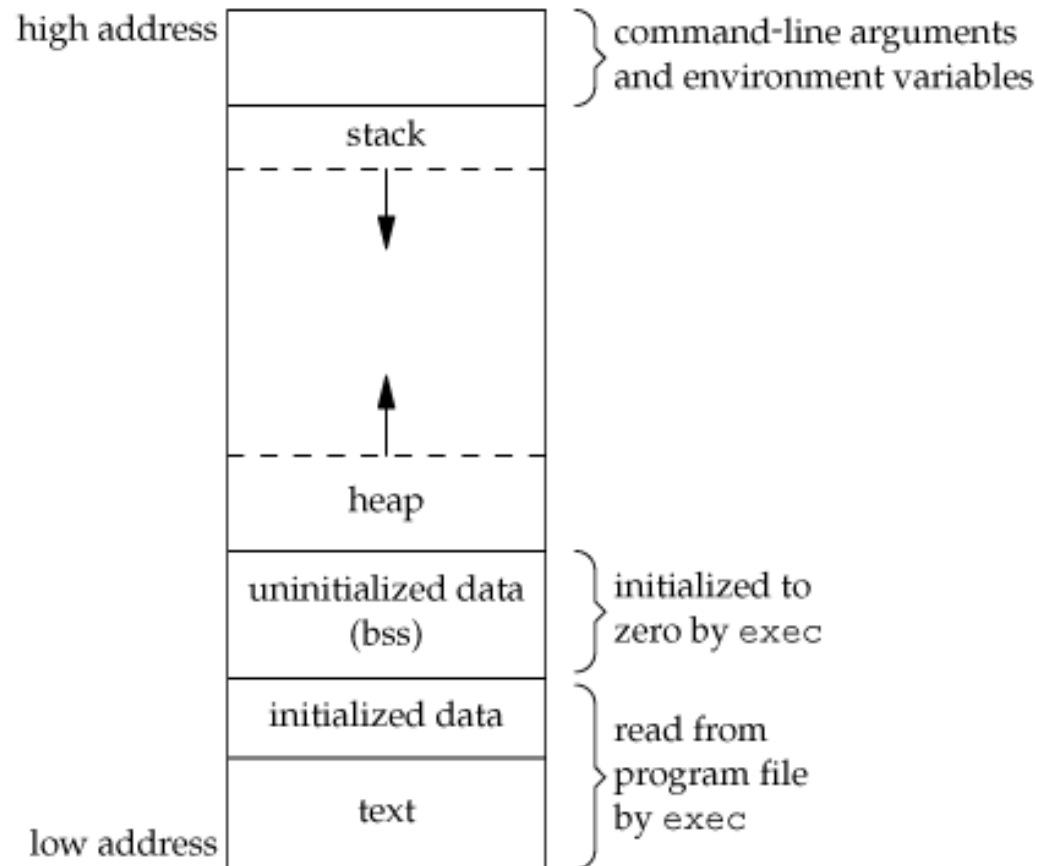 high address
command-line arguments
and environment variables
stack
heap
uninitialized data
(bss)
initialized to
zero by exec
initialized data
read from
program file
by exec
text
low address